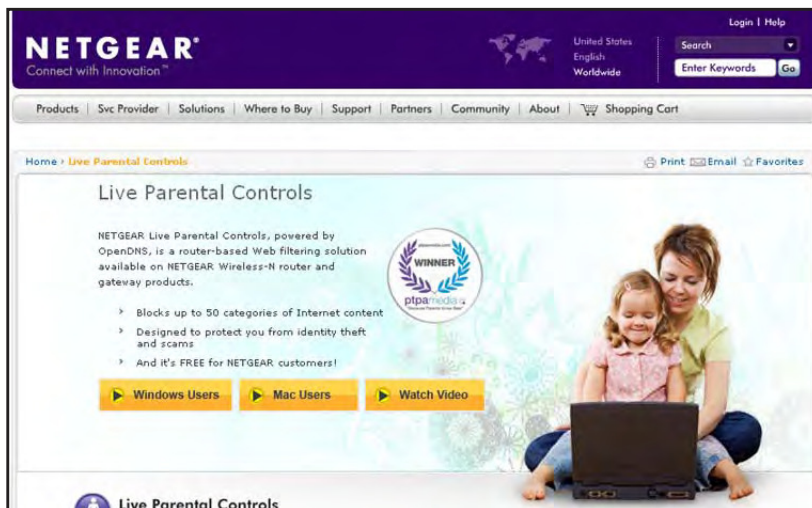 Login | Help
NETGEAR®
Connect with Innovation™
United States
English
Worldwide
Search
Enter Keywords Go
Products | Svc Provider | Solutions | Where to Buy | Support | Partners | Community | About | Shopping Cart
Home › Live Parental Controls
Print Email Favorites
Live Parental Controls
NETGEAR Live Parental Controls, powered by
OpenDNS, is a router-based Web filtering solution
available on NETGEAR Wireless-N router and
gateway products.
› Blocks up to 50 categories of Internet content
› Designed to protect you from identity theft
and scams
› And it's FREE for NETGEAR customers!
WINNER
ptpamedia
Windows Users
Mac Users
Watch Video
Live Parental Controls